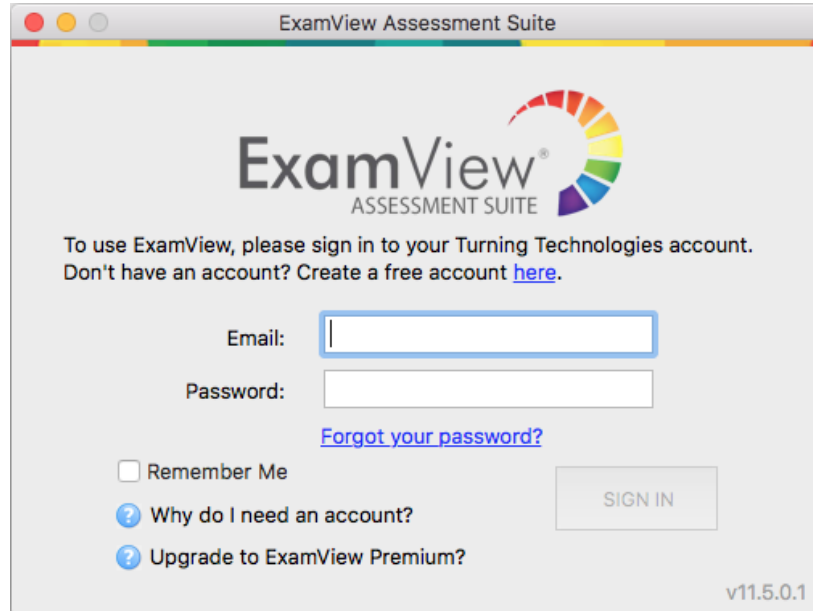 ExamView Assessment Suite
ExamView®
ASSESSMENT SUITE
To use ExamView, please sign in to your Turning Technologies account.
Don't have an account? Create a free account here.
Email:
Password:
Forgot your password?
Remember Me
SIGN IN
? Why do I need an account?
? Upgrade to ExamView Premium?
v11.5.0.1